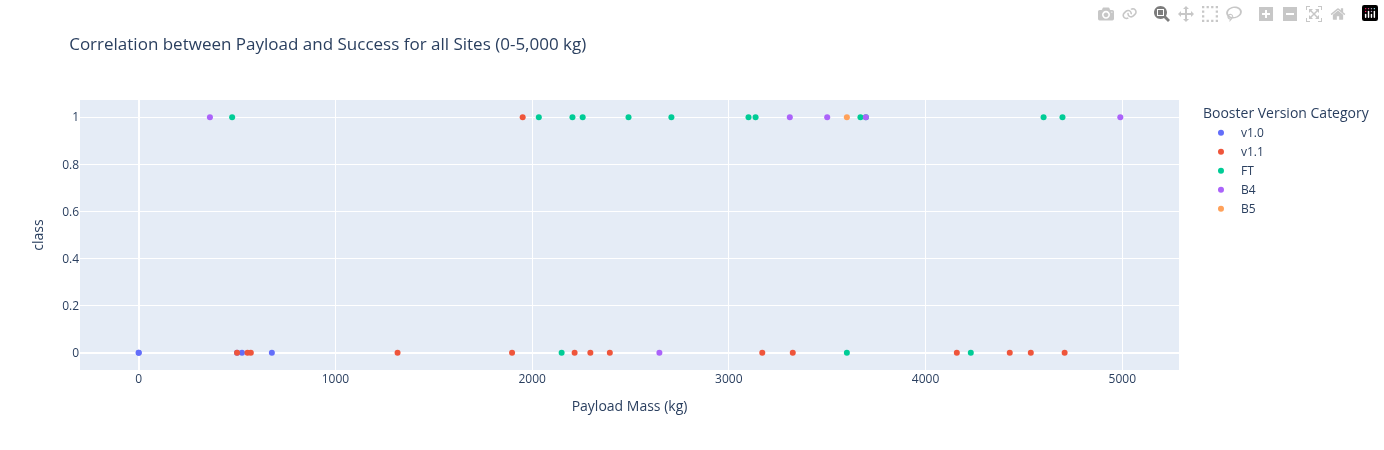 Correlation between Payload and Success for all Sites (0-5,000 kg)
1
0.8
0.6
0.4
0.2
0
class
0 1000 2000 3000 4000 5000
Payload Mass (kg)
Booster Version Category
v1.0
v1.1
FT
B4
B5